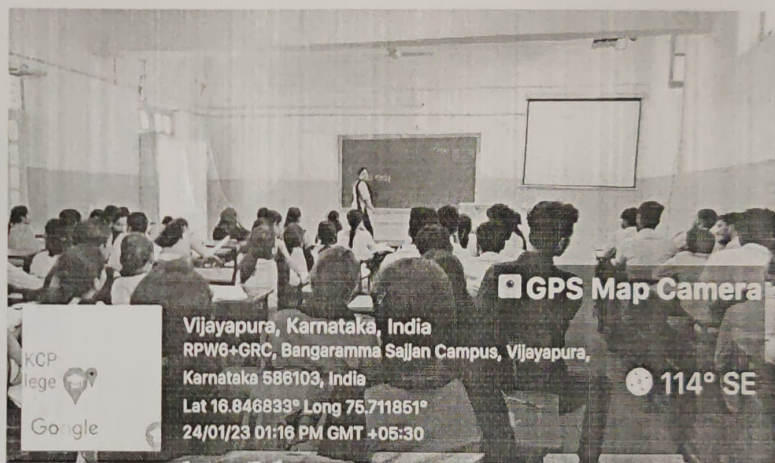 GPS Map Camera
Vijayapura, Karnataka, India
RPW6+GRC, Bangaramma Sajjan Campus, Vijayapura,
Karnataka 586103, India
Lat 16.846833° Long 75.711851°
24/01/23 01:16 PM GMT +05:30
114° SE
KCP
lege
Google